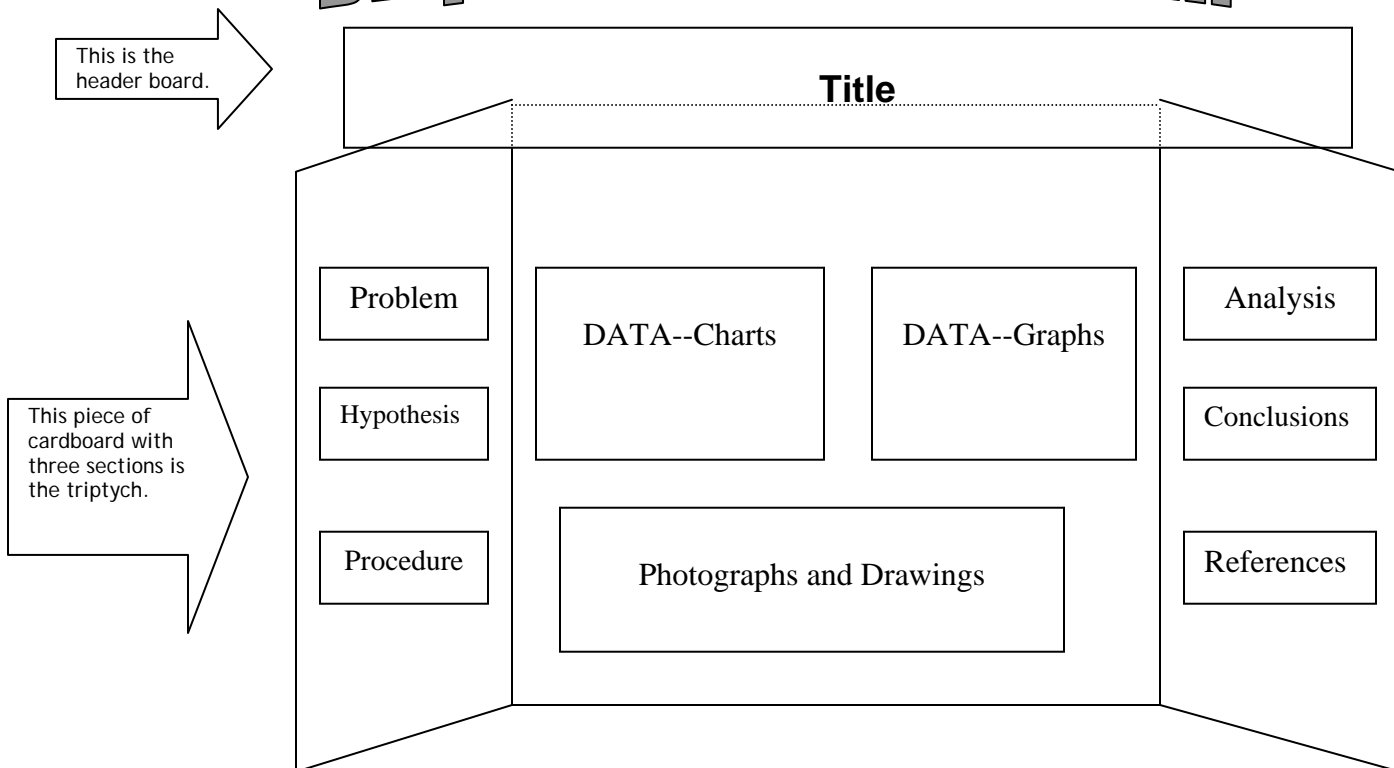 This is the
header board.
Title
Problem
Hypothesis
Procedure
DATA--Charts
DATA--Graphs
Photographs and Drawings
Analysis
Conclusions
References
This piece of
cardboard with
three sections is
the triptych.